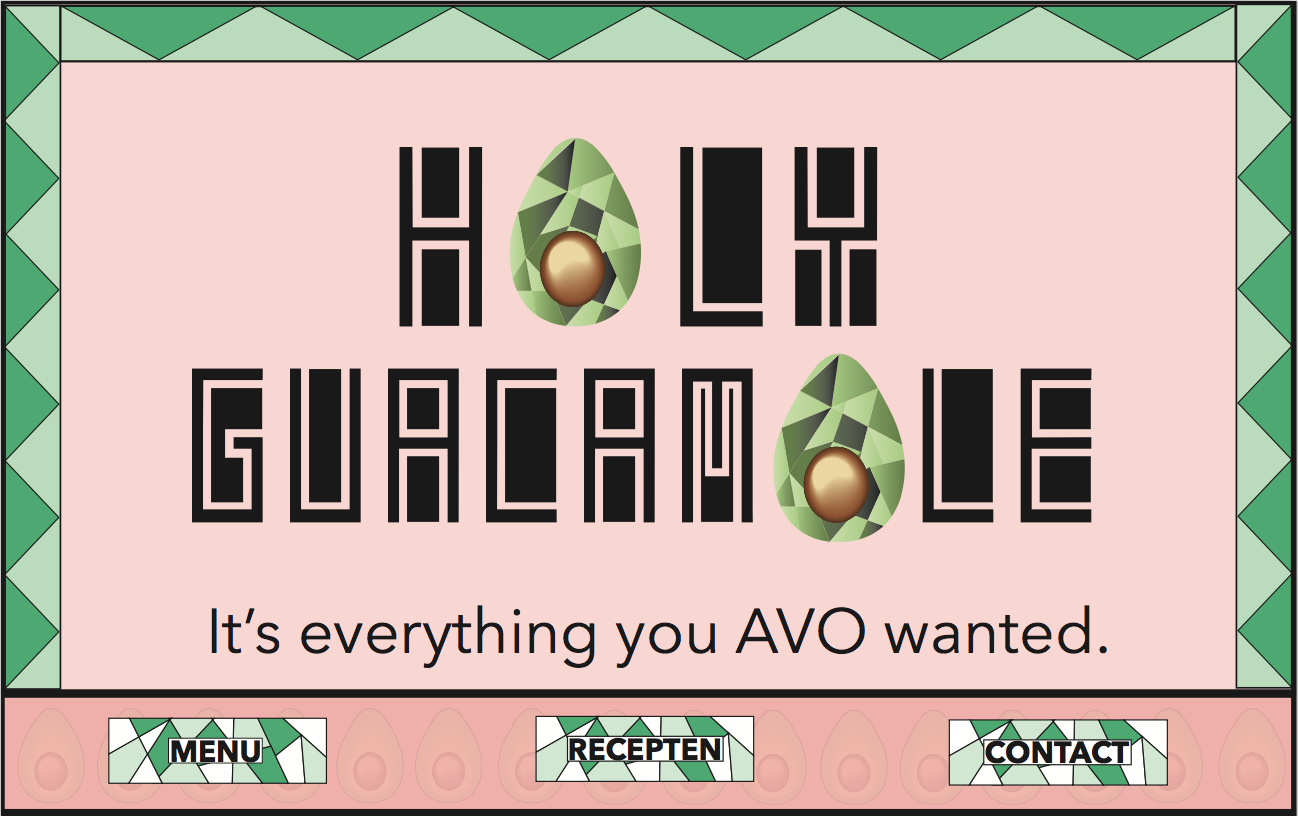 HOLY
GUACAMOLE
It's everything you AVO wanted.
MENU
RECEPTEN
CONTACT